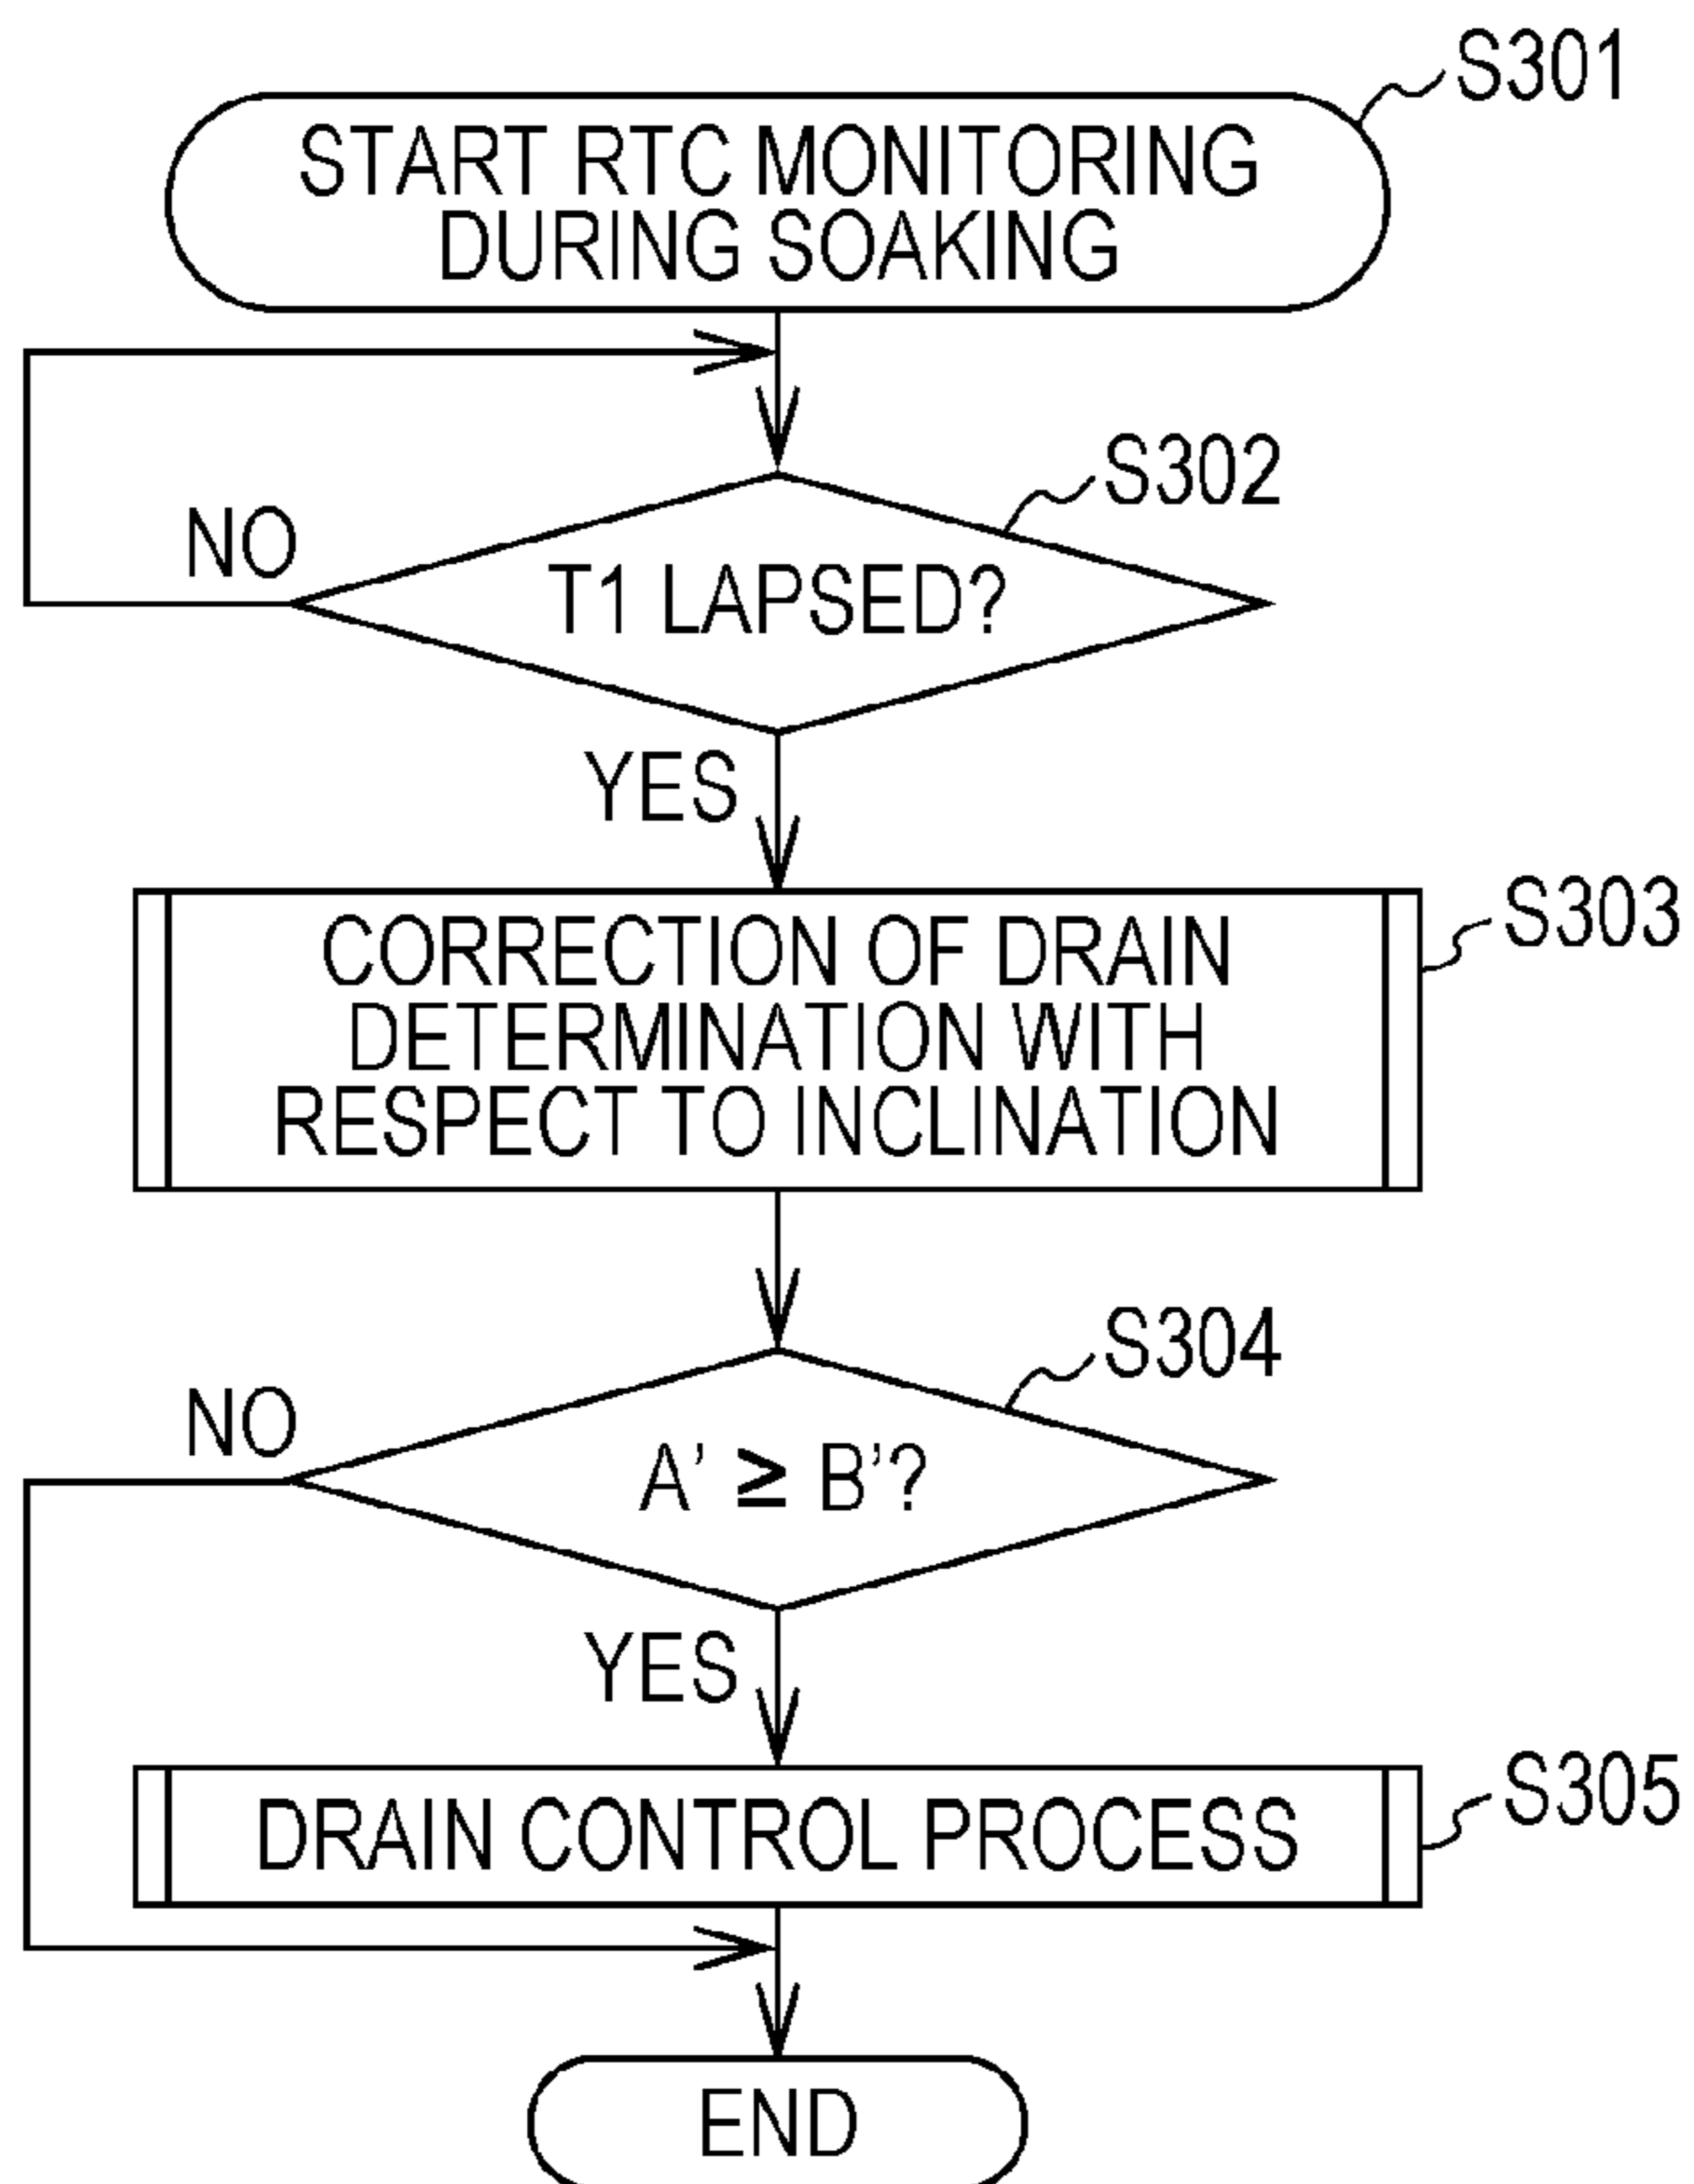 S301
START RTC MONITORING
DURING SOAKING
S302
NO
T1 LAPSED?
YES
S303
CORRECTION OF DRAIN
DETERMINATION WITH
RESPECT TO INCLINATION
S304
NO
A' ≥ B'?
YES
S305
DRAIN CONTROL PROCESS
END